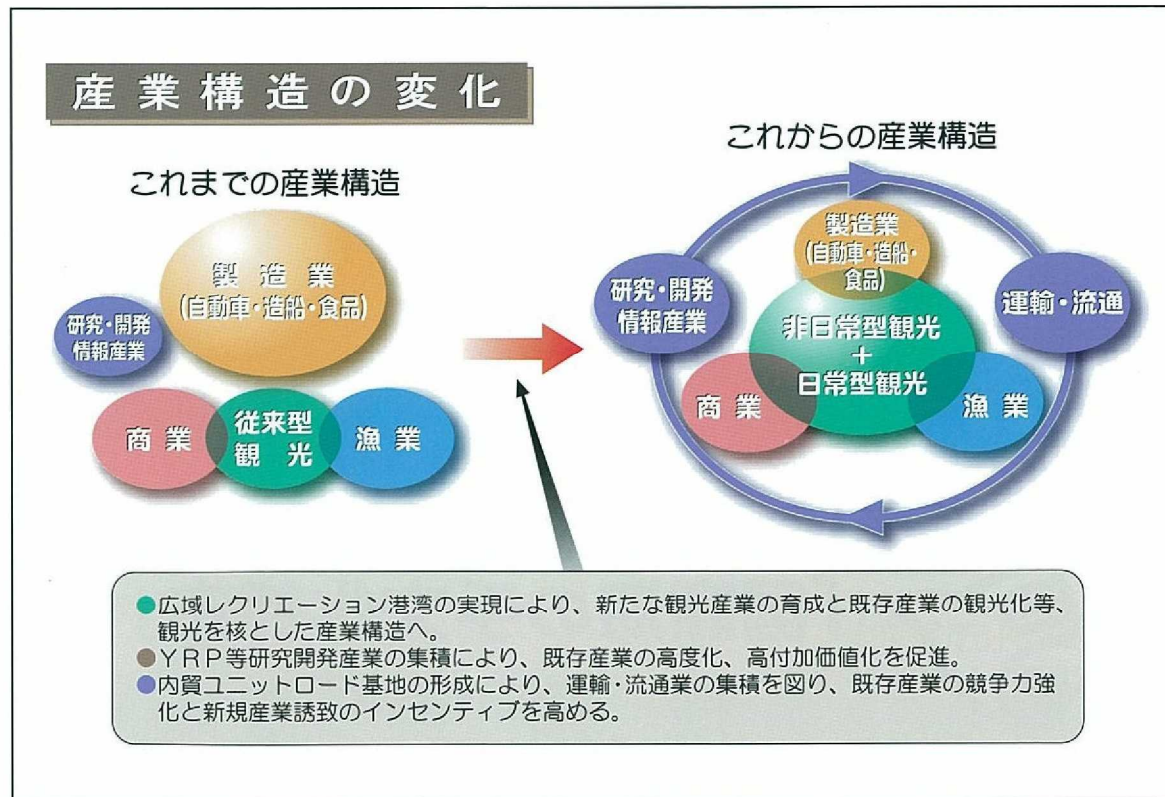 産業構造の変化
これまでの産業構造
製造業
(自動車・造船・食品)
研究・開発
情報産業
商業
従来型
観光
漁業
これからの産業構造
製造業
(自動車・造船・
食品)
研究・開発
情報産業
運輸・流通
非日常型観光
+
日常型観光
商業
漁業
●広域レクリエーション港湾の実現により、新たな観光産業の育成と既存産業の観光化等、
観光を核とした産業構造へ。
●YRP等研究開発産業の集積により、既存産業の高度化、高付加価値化を促進。
●内貿ユニットロード基地の形成により、運輸・流通業の集積を図り、既存産業の競争力強
化と新規産業誘致のインセンティブを高める。